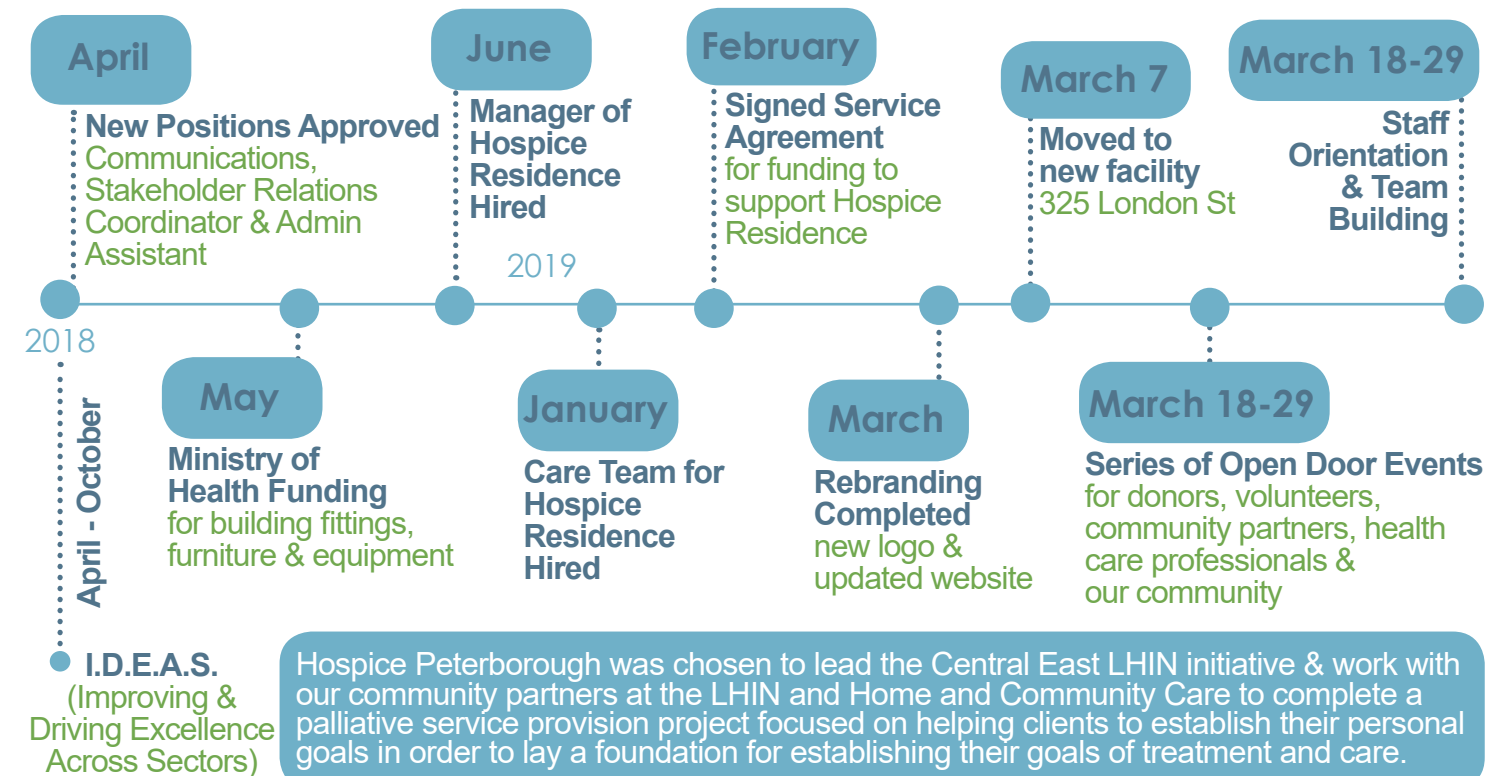 April
New Positions Approved
Communications,
Stakeholder Relations
Coordinator & Admin
Assistant
June
Manager of
Hospice
Residence
Hired
February
Signed Service
Agreement
for funding to
support Hospice
Residence
March 7
Moved to
new facility
325 London St
March 18-29
Staff
Orientation
& Team
Building
2019
2018
April - October
May
Ministry of
Health Funding
for building fittings,
furniture & equipment
January
Care Team for
Hospice
Residence
Hired
March
Rebranding
Completed
new logo &
updated website
March 18-29
Series of Open Door Events
for donors, volunteers,
community partners, health
care professionals &
our community
I.D.E.A.S.
(Improving &
Driving Excellence
Across Sectors)
Hospice Peterborough was chosen to lead the Central East LHIN initiative & work with
our community partners at the LHIN and Home and Community Care to complete a
palliative service provision project focused on helping clients to establish their personal
goals in order to lay a foundation for establishing their goals of treatment and care.